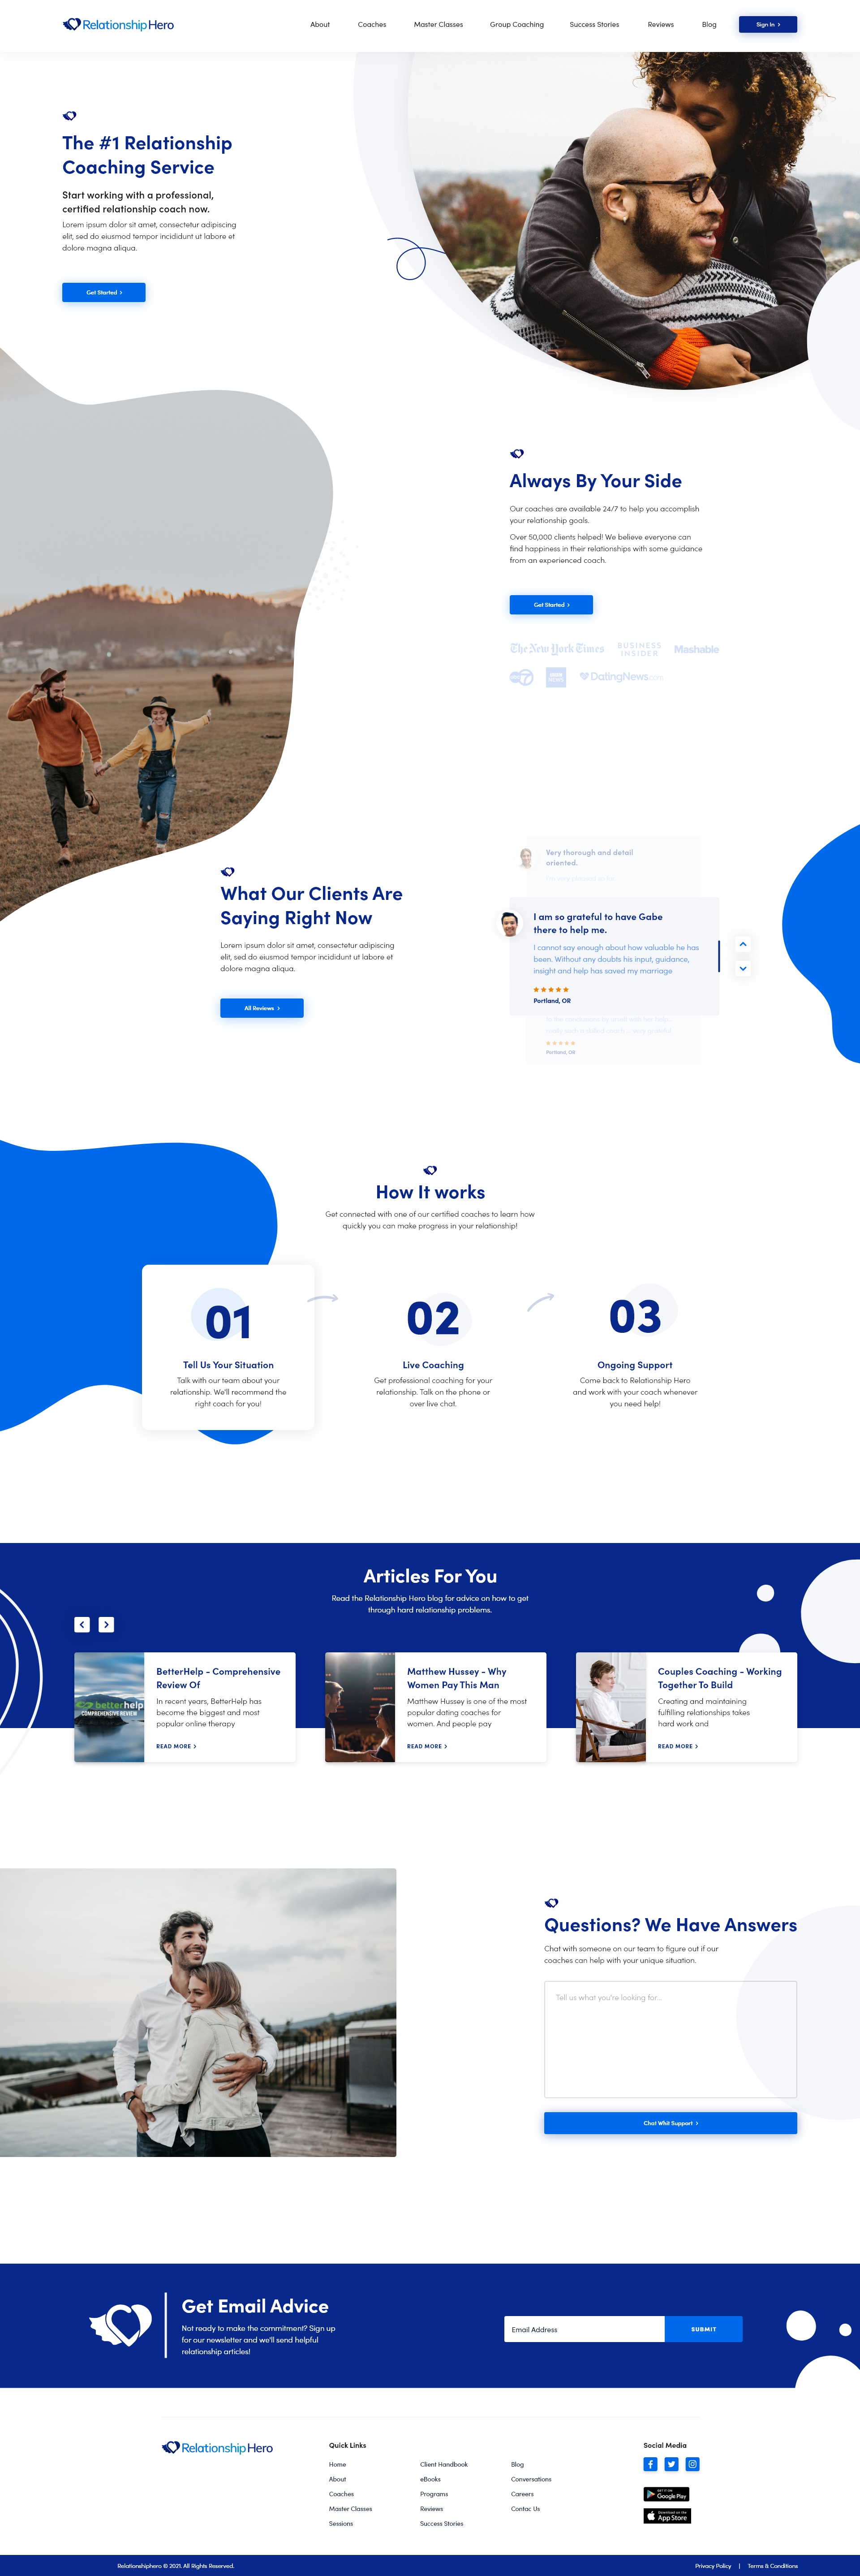 RelationshipHero
About
Coaches
Master Classes
Group Coaching
Success Stories
Reviews
Blog
Sign In
The #1 Relationship
Coaching Service
Start working with a professional,
certified relationship coach now.
Lorem ipsum dolor sit amet, consectetur adipiscing
elit, sed do eiusmod tempor incididunt ut labore et
dolore magna aliqua.
Get Started
Always By Your Side
Our coaches are available 24/7 to help you accomplish
your relationship goals.
Over 50,000 clients helped! We believe everyone can
find happiness in their relationships with some guidance
from an experienced coach.
Get Started
The New York Times
BUSINESS
INSIDER
Mashable
7
DatingNews.com
What Our Clients Are
Saying Right Now
Lorem ipsum dolor sit amet, consectetur adipiscing
elit, sed do eiusmod tempor incididunt ut labore et
dolore magna aliqua.
All Reviews
Very thorough and detail
oriented.
I am so grateful to have Gabe
there to help me.
I cannot say enough about how valuable he has
been. Without any doubts his input, guidance,
insight and help has saved my marriage
Portland, OR
Portland, OR
How It works
Get connected with one of our certified coaches to learn how
quickly you can make progress in your relationship!
01
Tell Us Your Situation
Talk with our team about your
relationship. We'll recommend the
right coach for you!
02
Live Coaching
Get professional coaching for your
relationship. Talk on the phone or
over live chat.
03
Ongoing Support
Come back to Relationship Hero
and work with your coach whenever
you need help!
Articles For You
Read the Relationship Hero blog for advice on how to get
through hard relationship problems.
betterhelp
COMPREHENSIVE REVIEW
BetterHelp - Comprehensive
Review Of
In recent years, BetterHelp has
become the biggest and most
popular online therapy
READ MORE
Matthew Hussey - Why
Women Pay This Man
Matthew Hussey is one of the most
popular dating coaches for
women. And people pay
READ MORE
Couples Coaching - Working
Together To Build
Creating and maintaining
fulfilling relationships takes
hard work and
READ MORE
Questions? We Have Answers
Chat with someone on our team to figure out if our
coaches can help with your unique situation.
Tell us what you're looking for...
Chat Whit Support
Get Email Advice
Not ready to make the commitment? Sign up
for our newsletter and we'll send helpful
relationship articles!
Email Address
SUBMIT
RelationshipHero
Quick Links
Home
About
Coaches
Master Classes
Sessions
Client Handbook
eBooks
Programs
Reviews
Success Stories
Blog
Conversations
Careers
Contac Us
Social Media
GET IT ON
Google Play
Download on the
App Store
Relationshiphero © 2021. All Rights Reserved.
Privacy Policy | Terms & Conditions